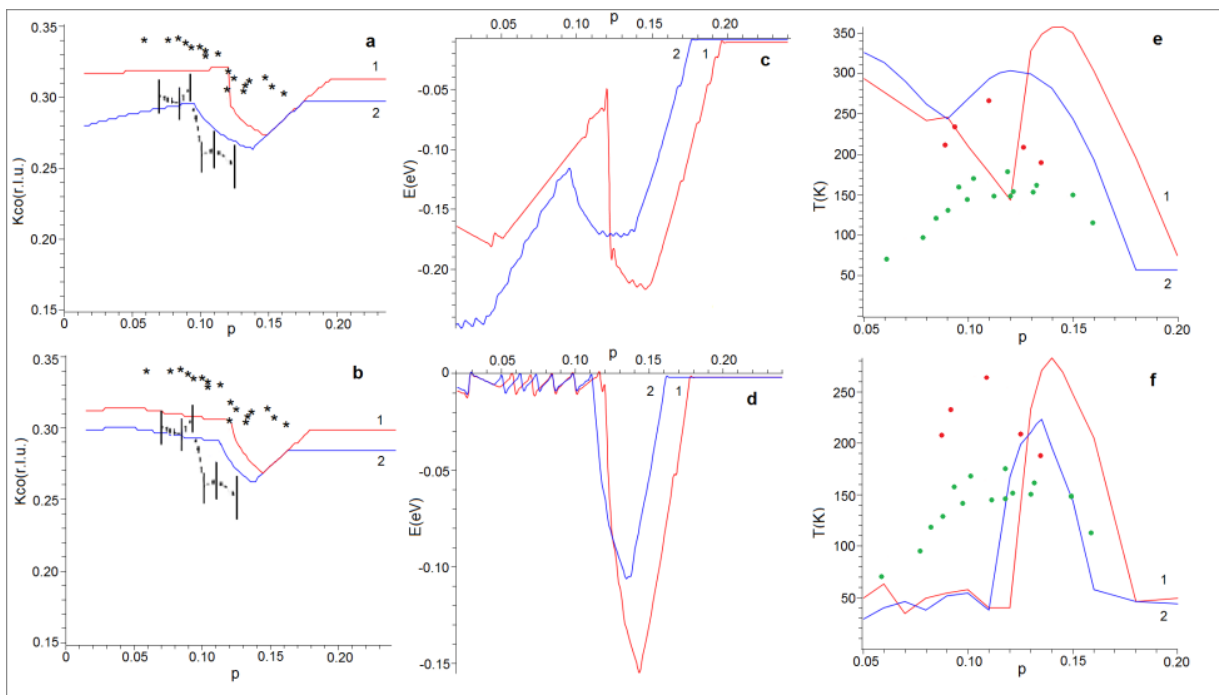 0.35
0.30
0.25
0.20
0.15
Kco(r.l.u.)
a
1
2
0 0.05 0.10 0.15 0.20
p
0.05 0.10 p 0.15 0.20
-0.05
-0.10
-0.15
-0.20
E(eV)
2 1
c
350
300
250
200
150
100
50
T(K)
e
1
2
0.05 0.10 0.15 0.20
p
0.35
0.30
0.25
0.20
0.15
Kco(r.l.u.)
b
1
2
0 0.05 0.10 0.15 0.20
p
0.05 0.10 p 0.15 0.20
0
-0.05
-0.10
-0.15
E(eV)
2 1
d
250
200
150
100
50
T(K)
f
1
2
0.05 0.10 0.15 0.20
p